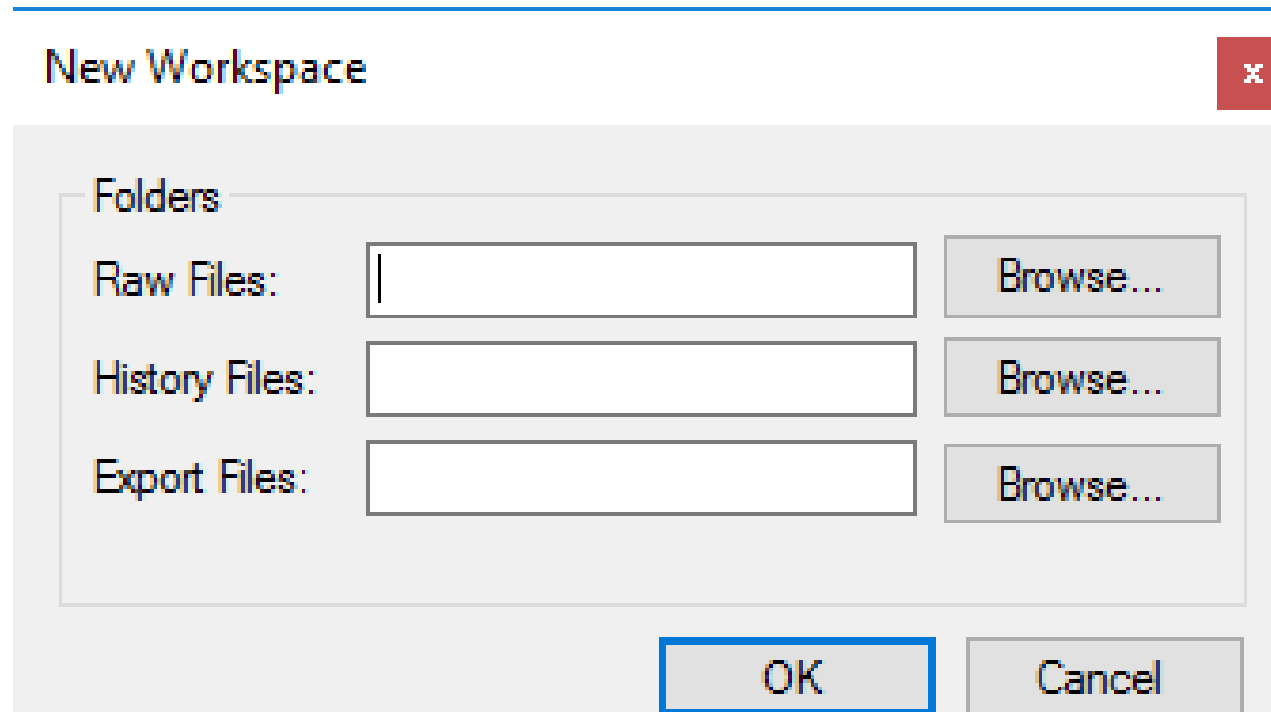 New Workspace
x
Folders
Raw Files: Browse...
History Files: Browse...
Export Files: Browse...
OK Cancel